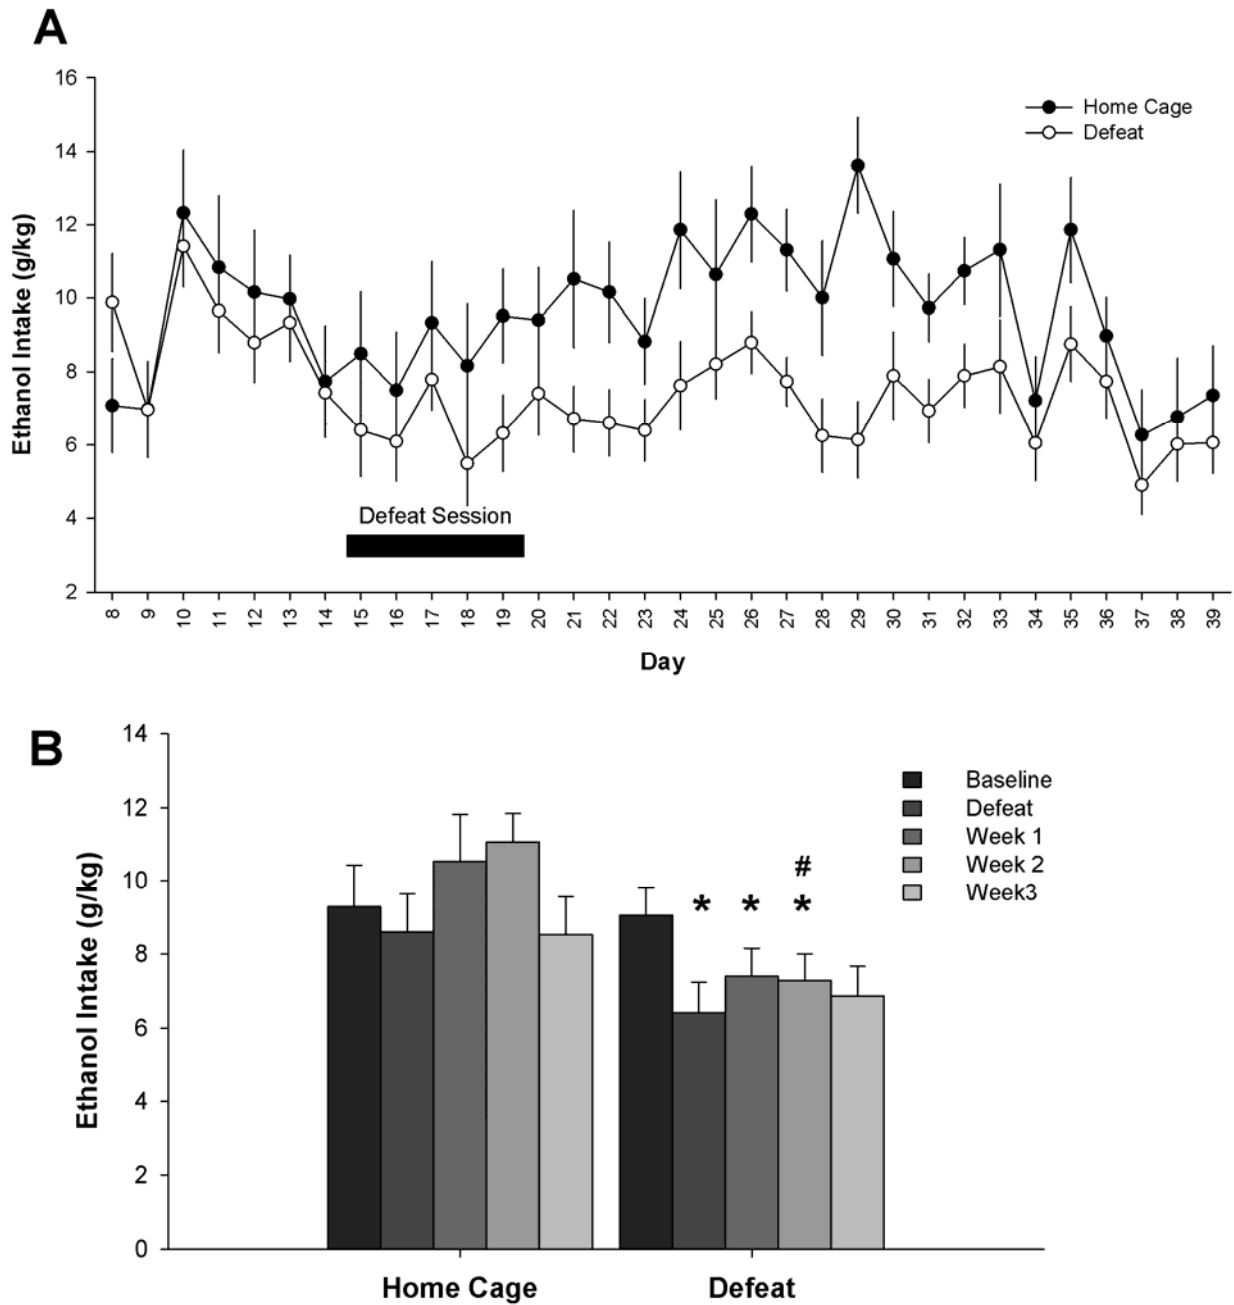 A
16
14
12
10
8
6
4
2
Ethanol Intake (g/kg)
Home Cage
Defeat
Defeat Session
8 9 10 11 12 13 14 15 16 17 18 19 20 21 22 23 24 25 26 27 28 29 30 31 32 33 34 35 36 37 38 39
Day
B
14
12
10
8
6
4
2
0
Ethanol Intake (g/kg)
Baseline
Defeat
Week 1
Week 2
Week3
#
* * *
Home Cage Defeat